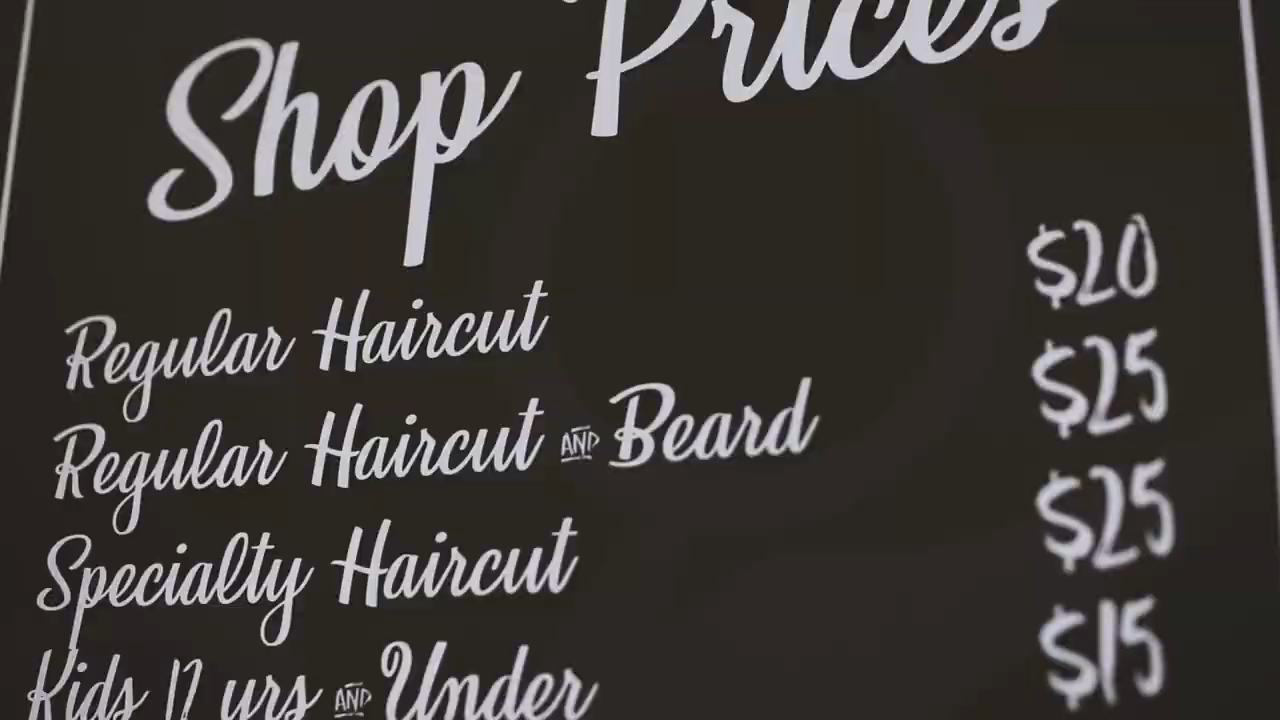 Shop Prices
Regular Haircut $20
Regular Haircut AND Beard $25
Specialty Haircut $25
Kids 12 yrs AND Under $15